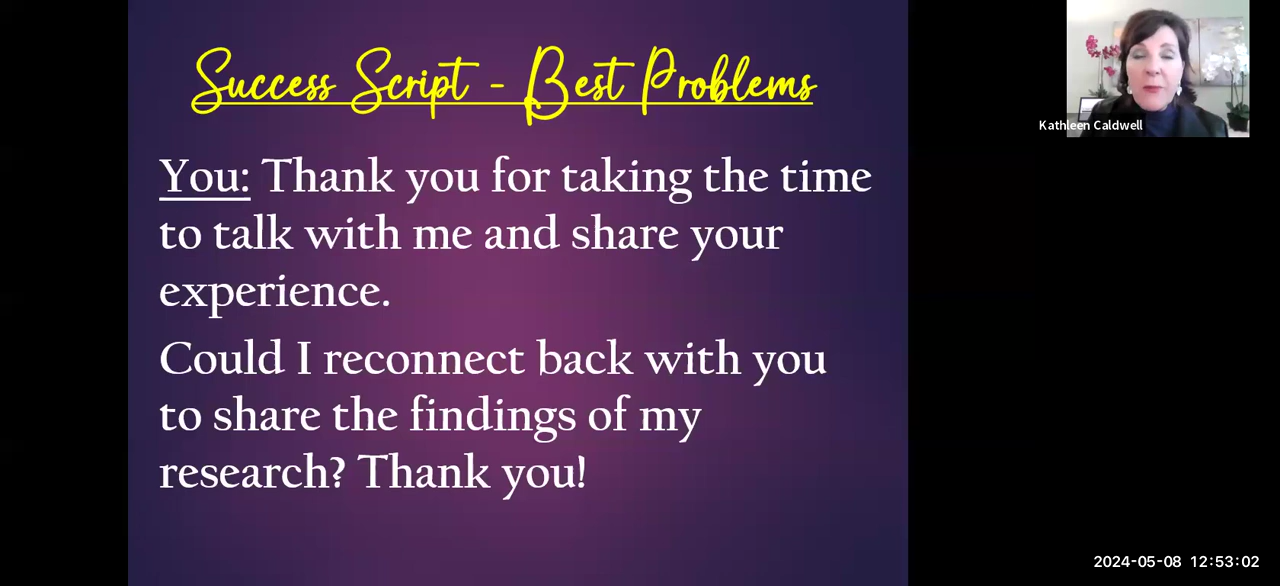 Success Script - Best Problems
You: Thank you for taking the time
to talk with me and share your
experience.
Could I reconnect back with you
to share the findings of my
research? Thank you!
Kathleen Caldwell
2024-05-08 12:53:02